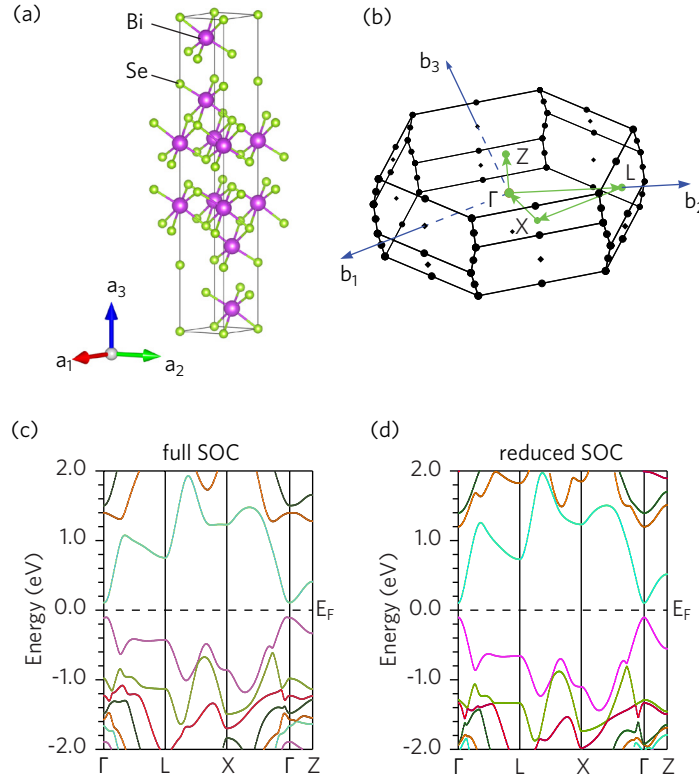 (a)
Bi
Se
a3
a1
a2
(b)
b3
Z
Γ
L
b2
X
b1
(c)
full SOC
2.0
1.0
0.0
-1.0
-2.0
Energy (eV)
EF
Γ
L
X
Γ
Z
(d)
reduced SOC
2.0
1.0
0.0
-1.0
-2.0
Energy (eV)
EF
Γ
L
X
Γ
Z